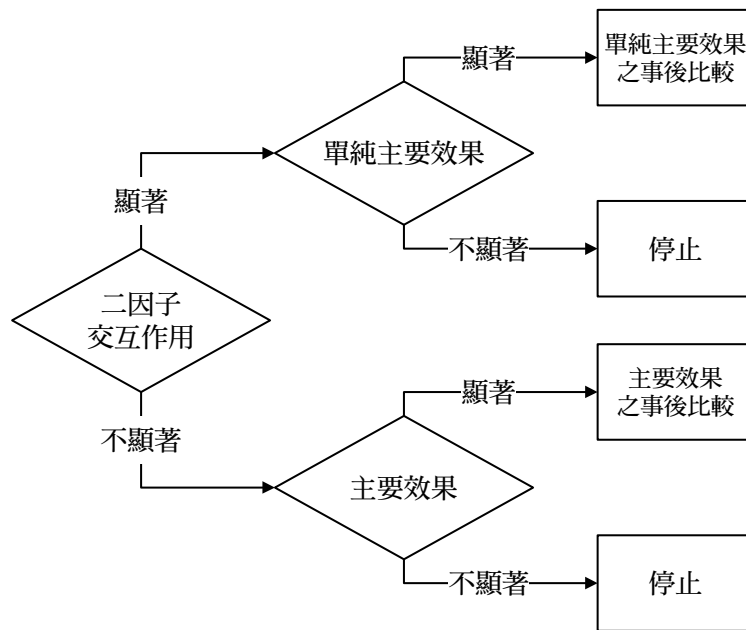 顯著
單純主要效果
之事後比較
單純主要效果
顯著
不顯著
停止
二因子
交互作用
顯著
主要效果
之事後比較
不顯著
主要效果
不顯著
停止